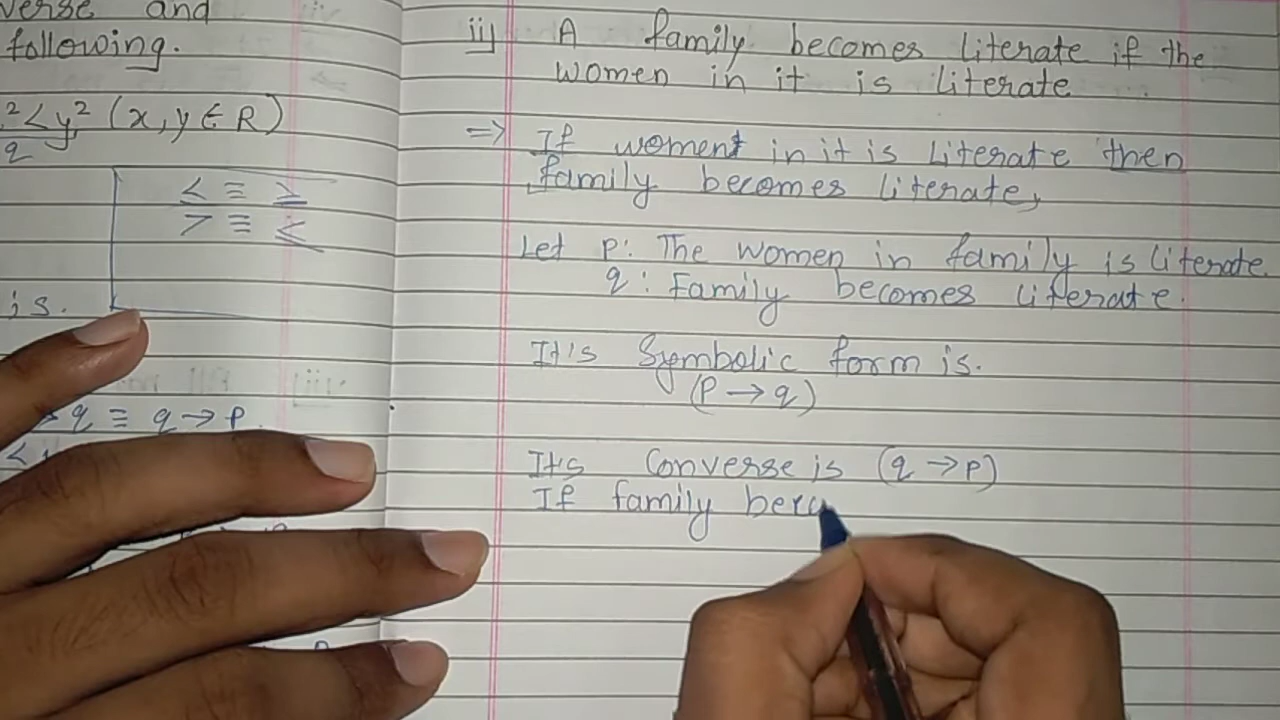 verse and
following.
²<y² (x, y ∈ R)
q
< ≡ ≥
> ≡ ≤
is.
q ≡ q → p.
ii) A family becomes literate if the
women in it is literate
=> If women in it is literate then
family becomes literate,
Let p: The women in family is literate.
q: Family becomes literate.
It's Symbolic form is.
(P → q)
It's Converse is (q → p)
If family beco